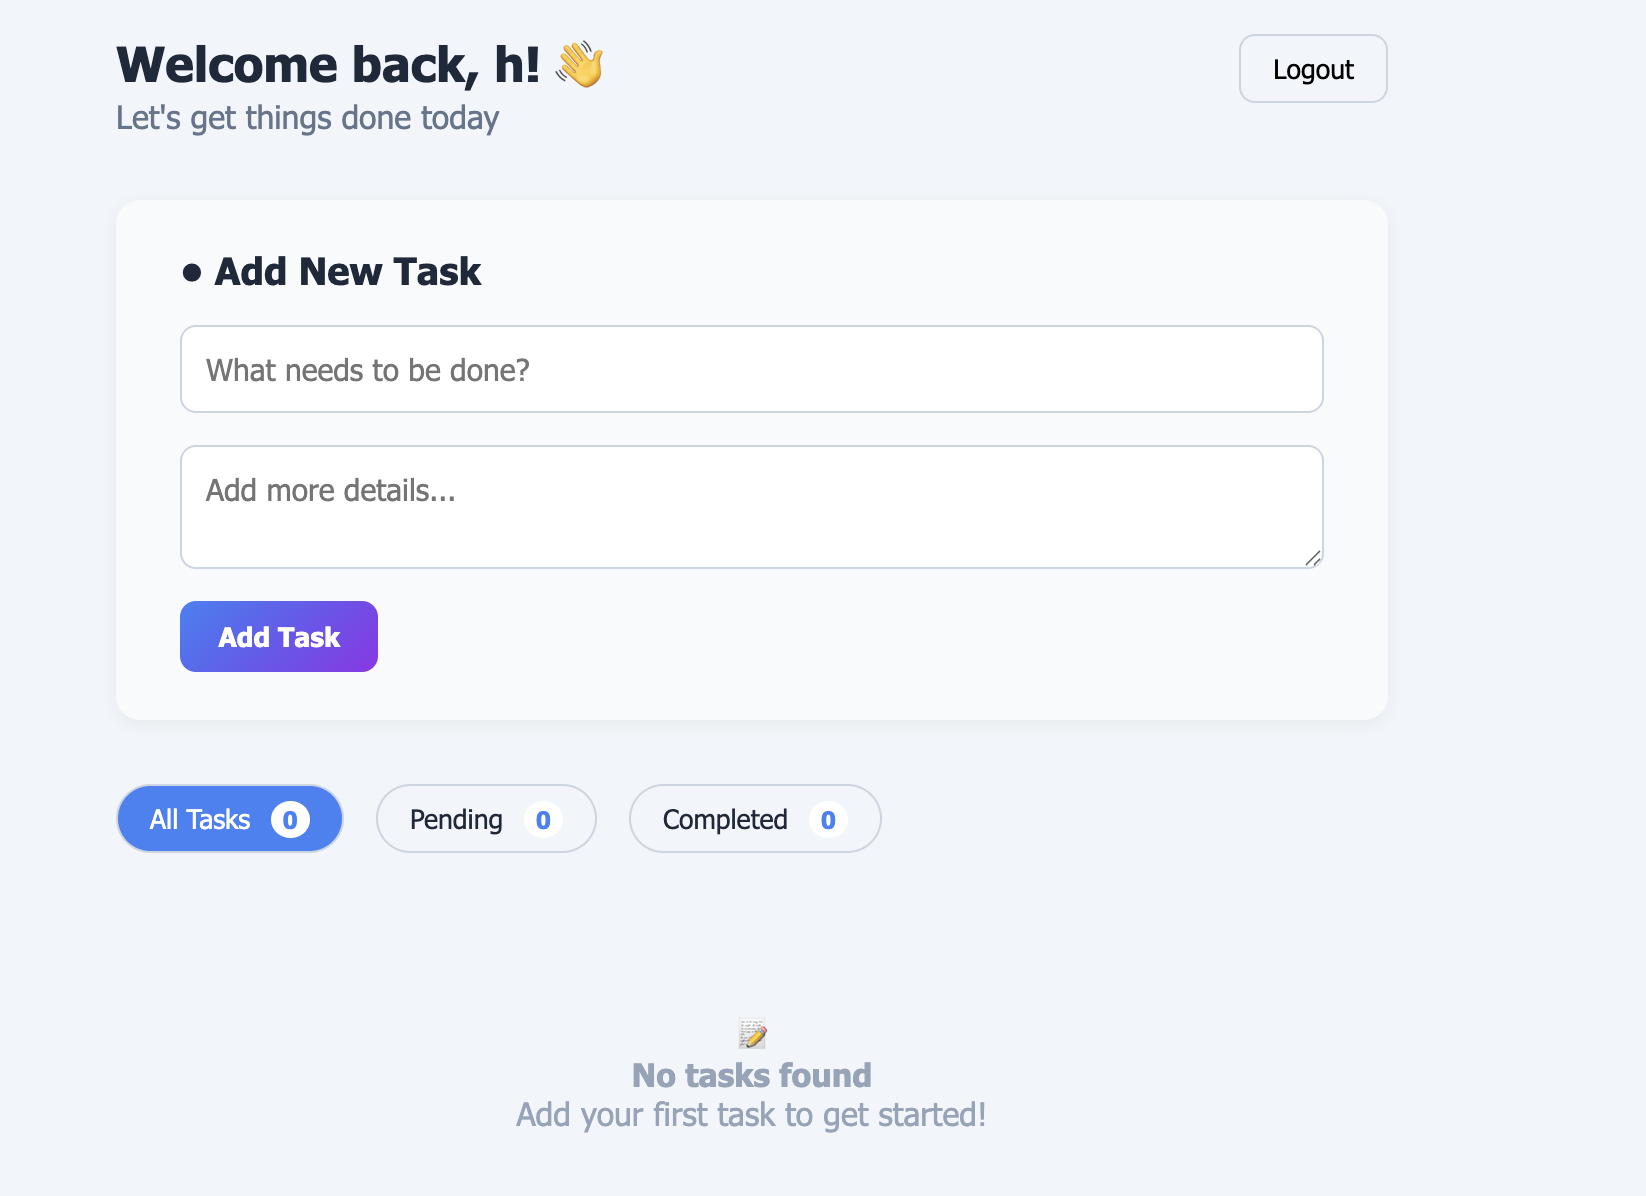 Welcome back, h! 👋
Logout
Let's get things done today
● Add New Task
What needs to be done?
Add more details...
Add Task
All Tasks 0
Pending 0
Completed 0
No tasks found
Add your first task to get started!